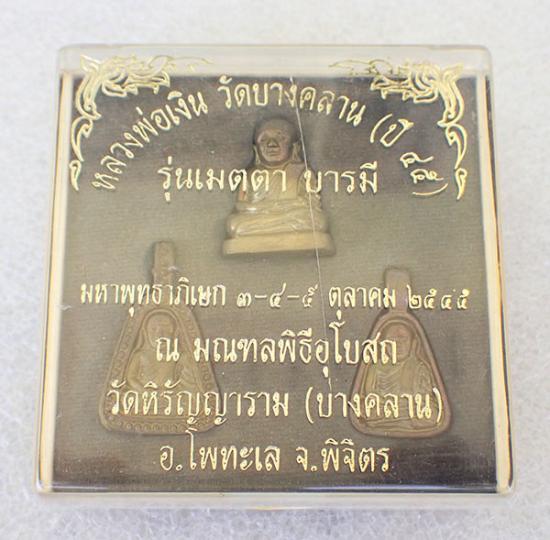 หลวงพ่อเงิน วัดบางคลาน (ปี ๔๕)
รุ่นเมตตา บารมี
มหาพุทธาภิเษก ๓-๔-๕ ตุลาคม ๒๕๔๕
ณ มณฑลพิธีอุโบสถ
วัดหิรัญญาราม (บางคลาน)
อ.โพทะเล จ.พิจิตร